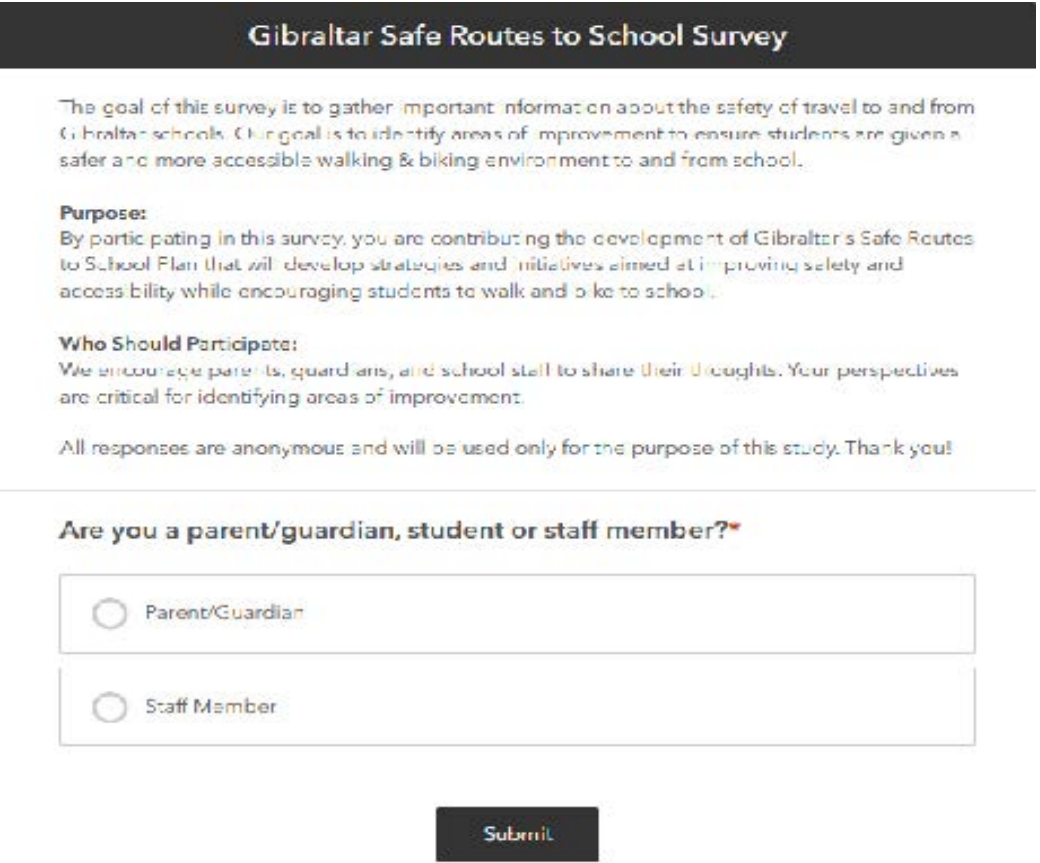 Gibraltar Safe Routes to School Survey
The goal of this survey is to gather important information about the safety of travel to and from
Gibraltar schools. Our goal is to identify areas of improvement to ensure students are given a
safer and more accessible walking & biking environment to and from school.
Purpose:
By participating in this survey, you are contributing the development of Gibraltar's Safe Routes
to School Plan that will develop strategies and initiatives aimed at improving safety and
accessibility while encouraging students to walk and bike to school.
Who Should Participate:
We encourage parents, guardians, and school staff to share their thoughts. Your perspectives
are critical for identifying areas of improvement.
All responses are anonymous and will be used only for the purpose of this study. Thank you!
Are you a parent/guardian, student or staff member?*
Parent/Guardian
Staff Member
Submit